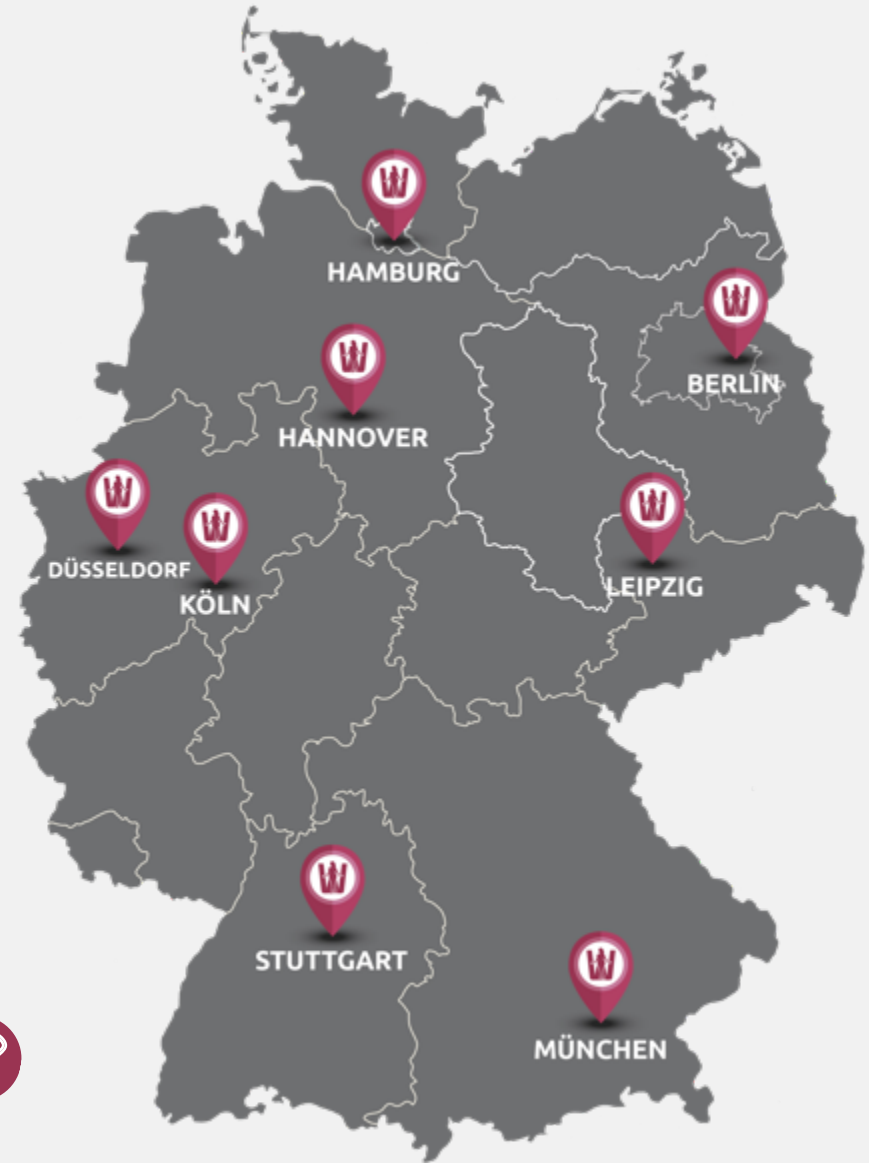 HAMBURG
BERLIN
HANNOVER
DÜSSELDORF
KÖLN
LEIPZIG
STUTTGART
MÜNCHEN